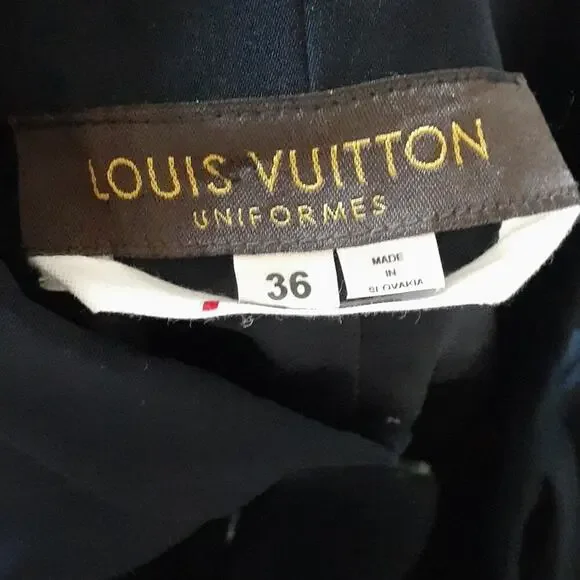 LOUIS VUITTON
UNIFORMES
36
MADE
IN
SLOVAKIA